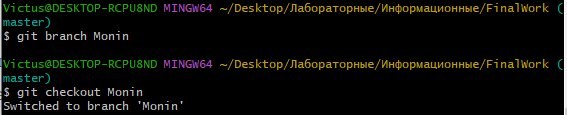 Victus@DESKTOP-RCPU8ND MINGW64 ~/Desktop/Лабораторные/Информационные/FinalWork (
master)
$ git branch Monin
Victus@DESKTOP-RCPU8ND MINGW64 ~/Desktop/Лабораторные/Информационные/FinalWork (
master)
$ git checkout Monin
Switched to branch 'Monin'